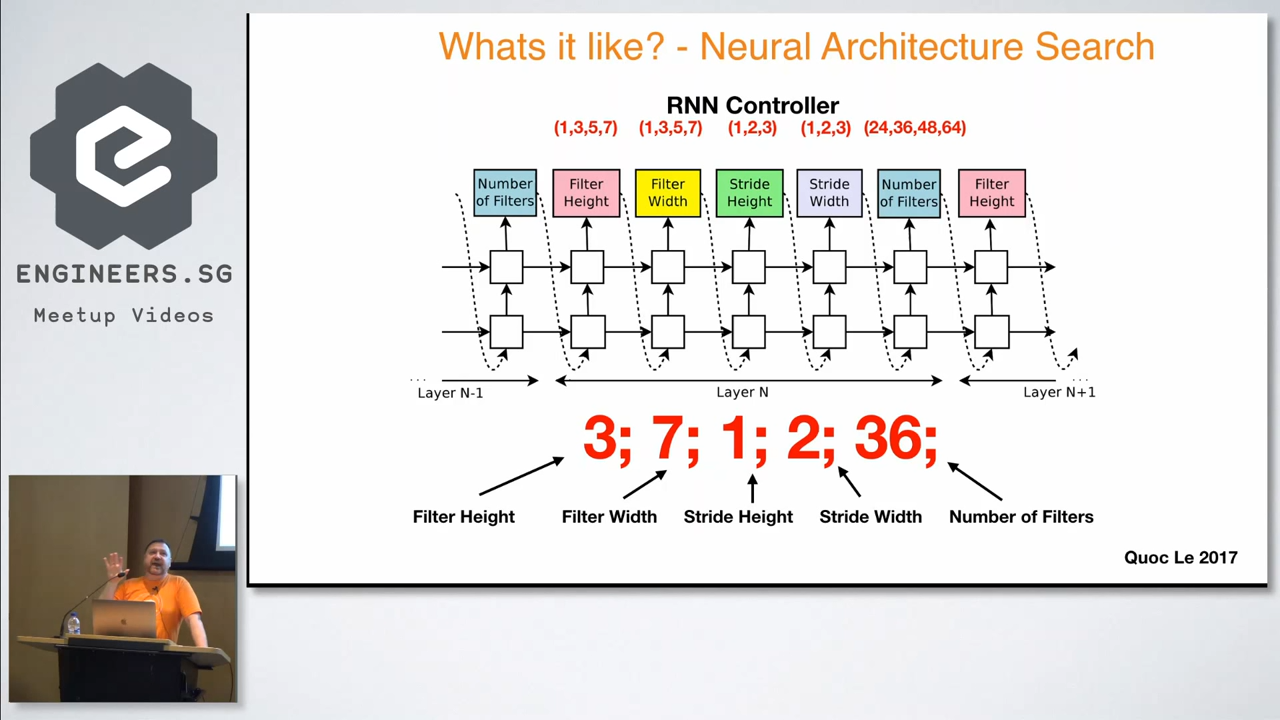 Whats it like? - Neural Architecture Search
ENGINEERS.SG
Meetup Videos
RNN Controller
(1,3,5,7) (1,3,5,7) (1,2,3) (1,2,3) (24,36,48,64)
Number of Filters
Filter Height
Filter Width
Stride Height
Stride Width
Number of Filters
Filter Height
... Layer N-1
Layer N
Layer N+1 ...
3; 7; 1; 2; 36;
Filter Height
Filter Width
Stride Height
Stride Width
Number of Filters
Quoc Le 2017